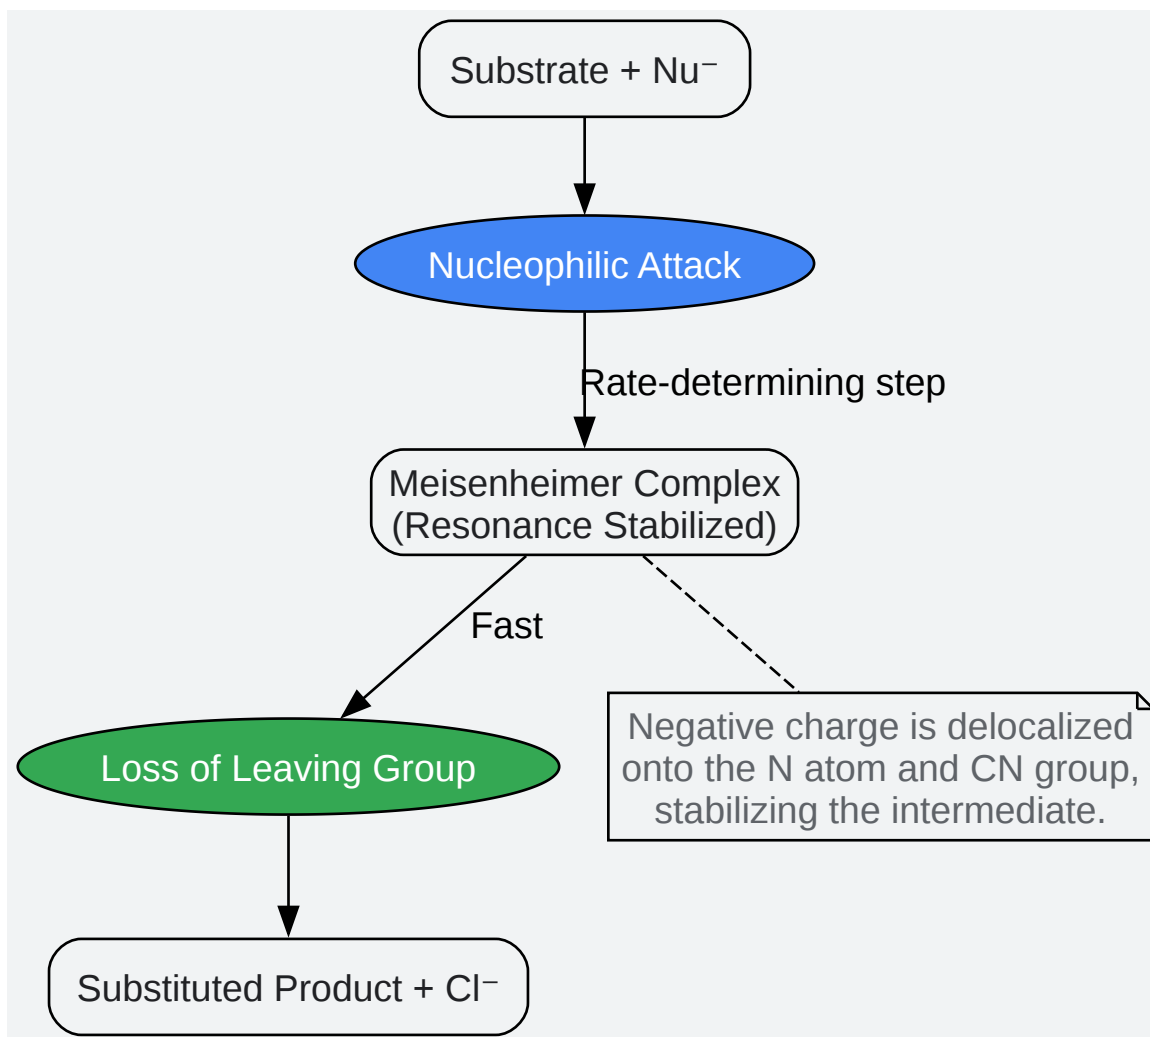 Substrate + Nu⁻
Nucleophilic Attack
Rate-determining step
Meisenheimer Complex
(Resonance Stabilized)
Fast
Loss of Leaving Group
Negative charge is delocalized
onto the N atom and CN group,
stabilizing the intermediate.
Substituted Product + Cl⁻